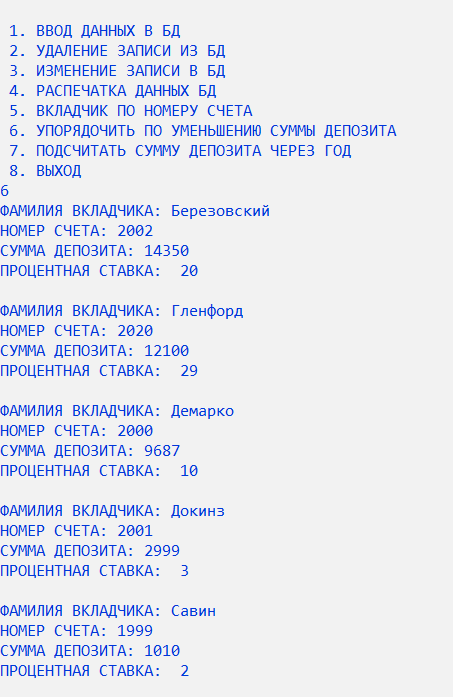 1. ВВОД ДАННЫХ В БД
2. УДАЛЕНИЕ ЗАПИСИ ИЗ БД
3. ИЗМЕНЕНИЕ ЗАПИСИ В БД
4. РАСПЕЧАТКА ДАННЫХ БД
5. ВКЛАДЧИК ПО НОМЕРУ СЧЕТА
6. УПОРЯДОЧИТЬ ПО УМЕНЬШЕНИЮ СУММЫ ДЕПОЗИТА
7. ПОДСЧИТАТЬ СУММУ ДЕПОЗИТА ЧЕРЕЗ ГОД
8. ВЫХОД
6
ФАМИЛИЯ ВКЛАДЧИКА: Березовский
НОМЕР СЧЕТА: 2002
СУММА ДЕПОЗИТА: 14350
ПРОЦЕНТНАЯ СТАВКА:  20
ФАМИЛИЯ ВКЛАДЧИКА: Гленфорд
НОМЕР СЧЕТА: 2020
СУММА ДЕПОЗИТА: 12100
ПРОЦЕНТНАЯ СТАВКА:  29
ФАМИЛИЯ ВКЛАДЧИКА: Демарко
НОМЕР СЧЕТА: 2000
СУММА ДЕПОЗИТА: 9687
ПРОЦЕНТНАЯ СТАВКА:  10
ФАМИЛИЯ ВКЛАДЧИКА: Докинз
НОМЕР СЧЕТА: 2001
СУММА ДЕПОЗИТА: 2999
ПРОЦЕНТНАЯ СТАВКА:  3
ФАМИЛИЯ ВКЛАДЧИКА: Савин
НОМЕР СЧЕТА: 1999
СУММА ДЕПОЗИТА: 1010
ПРОЦЕНТНАЯ СТАВКА:  2